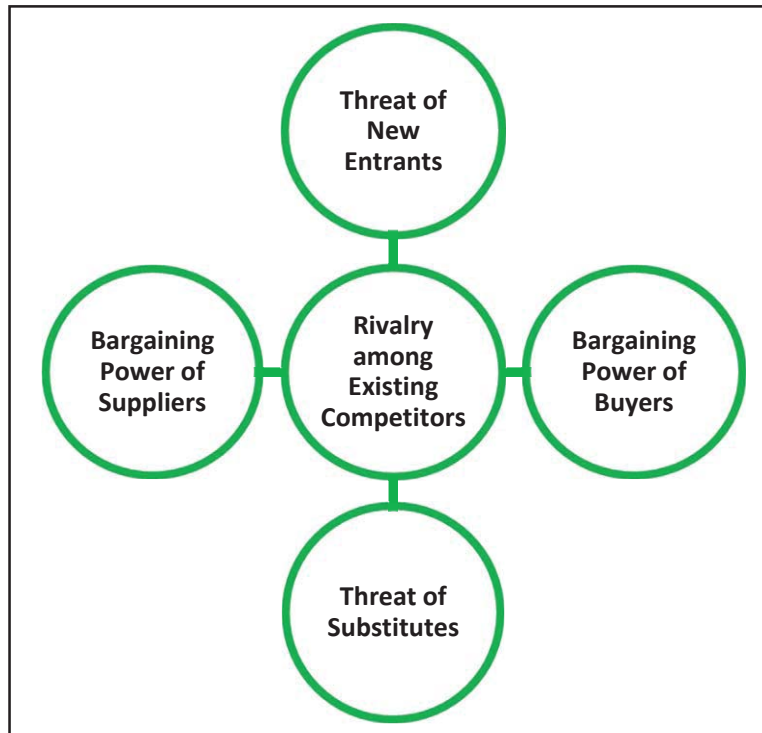 Threat of
New
Entrants
Bargaining
Power of
Suppliers
Rivalry
among
Existing
Competitors
Bargaining
Power of
Buyers
Threat of
Substitutes